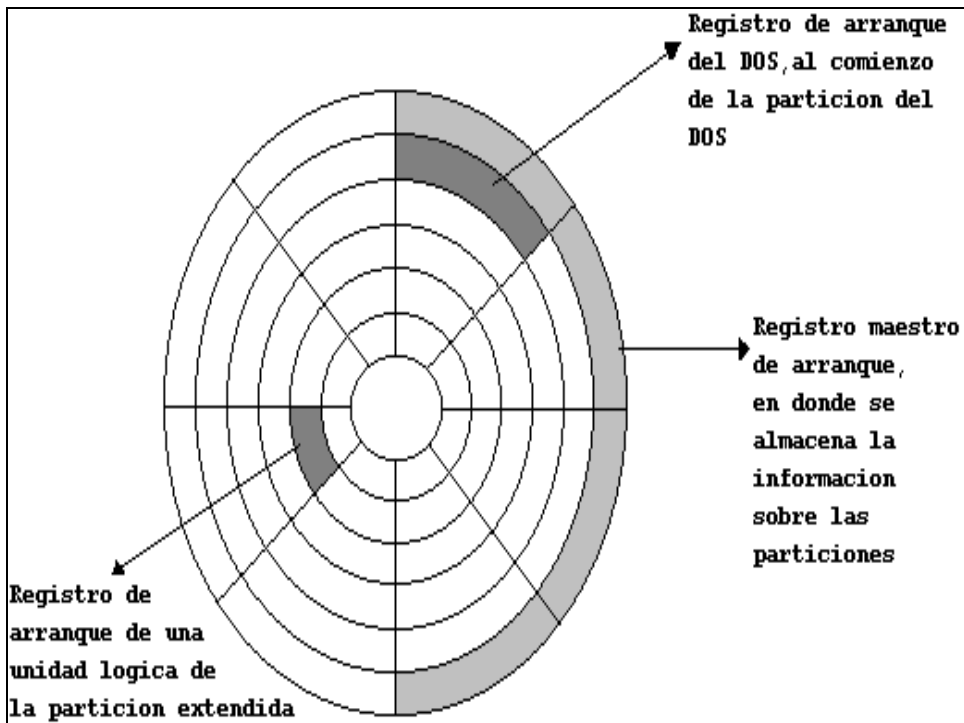 Registro de arranque
del DOS,al comienzo
de la particion del
DOS
Registro maestro
de arranque,
en donde se
almacena la
informacion
sobre las
particiones
Registro de
arranque de una
unidad logica de
la particion extendida